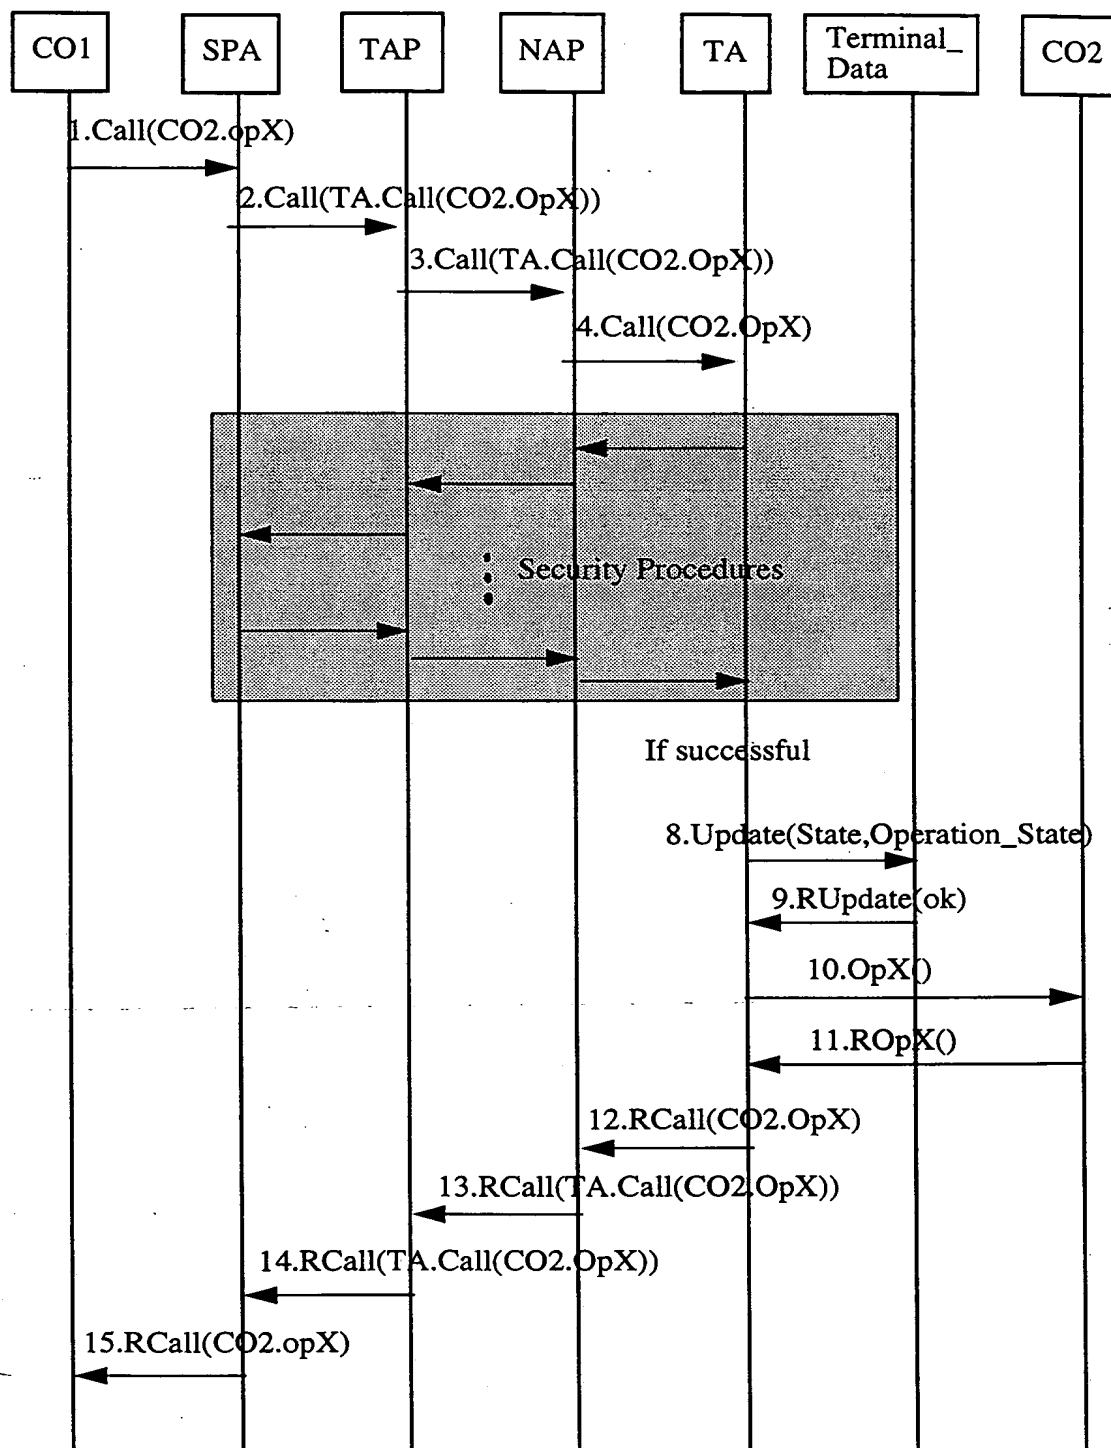 CO1
SPA
TAP
NAP
TA
Terminal_
Data
CO2
1.Call(CO2.opX)
2.Call(TA.Call(CO2.OpX))
3.Call(TA.Call(CO2.OpX))
4.Call(CO2.OpX)
Security Procedures
If successful
8.Update(State,Operation_State)
9.RUpdate(ok)
10.OpX()
11.ROpX()
12.RCall(CO2.OpX)
13.RCall(TA.Call(CO2.OpX))
14.RCall(TA.Call(CO2.OpX))
15.RCall(CO2.opX)